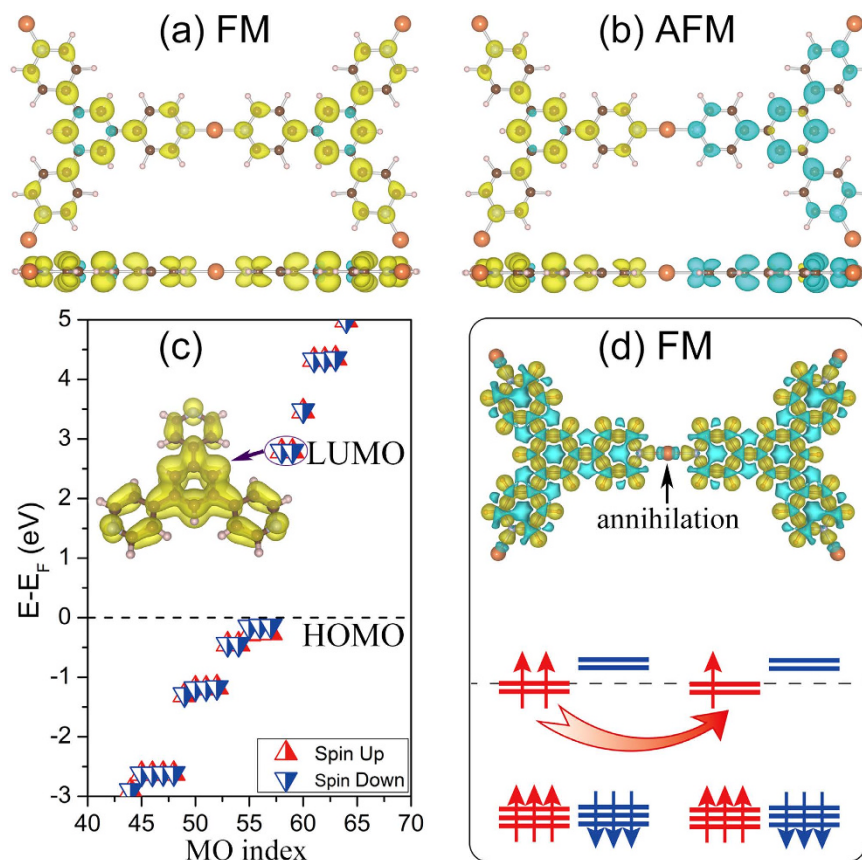 (a) FM
(b) AFM
(c)
E-E_F (eV)
5
4
3
2
1
0
-1
-2
-3
LUMO
HOMO
Spin Up
Spin Down
40 45 50 55 60 65 70
MO index
(d) FM
annihilation